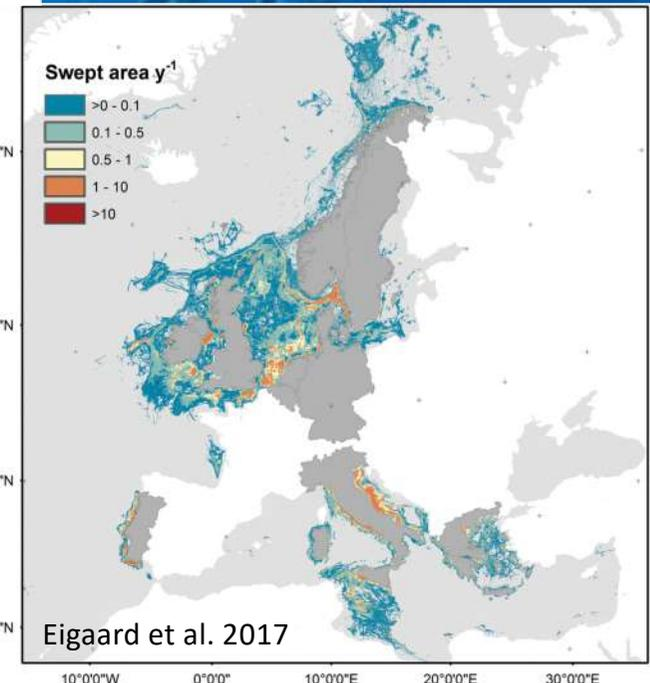 Swept area y⁻¹
>0 - 0.1
0.1 - 0.5
0.5 - 1
1 - 10
>10
°N
°N
°N
°N
Eigaard et al. 2017
10°0'0"W 0°0'0" 10°0'0"E 20°0'0"E 30°0'0"E